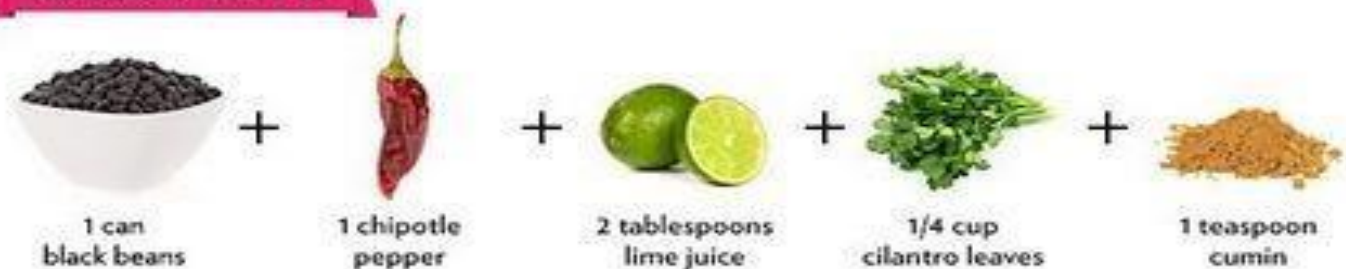 1 can
black beans
1 chipotle
pepper
2 tablespoons
lime juice
1/4 cup
cilantro leaves
1 teaspoon
cumin